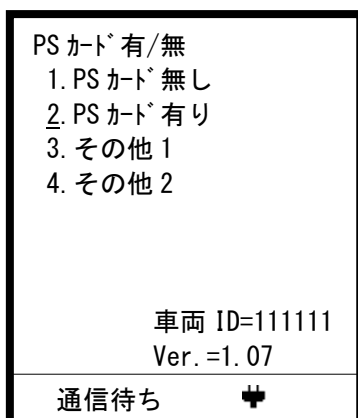 PSｶｰﾄﾞ有/無
1.PSｶｰﾄﾞ無し
2.PSｶｰﾄﾞ有り
3.その他1
4.その他2
車両ID=111111
Ver.=1.07
通信待ち